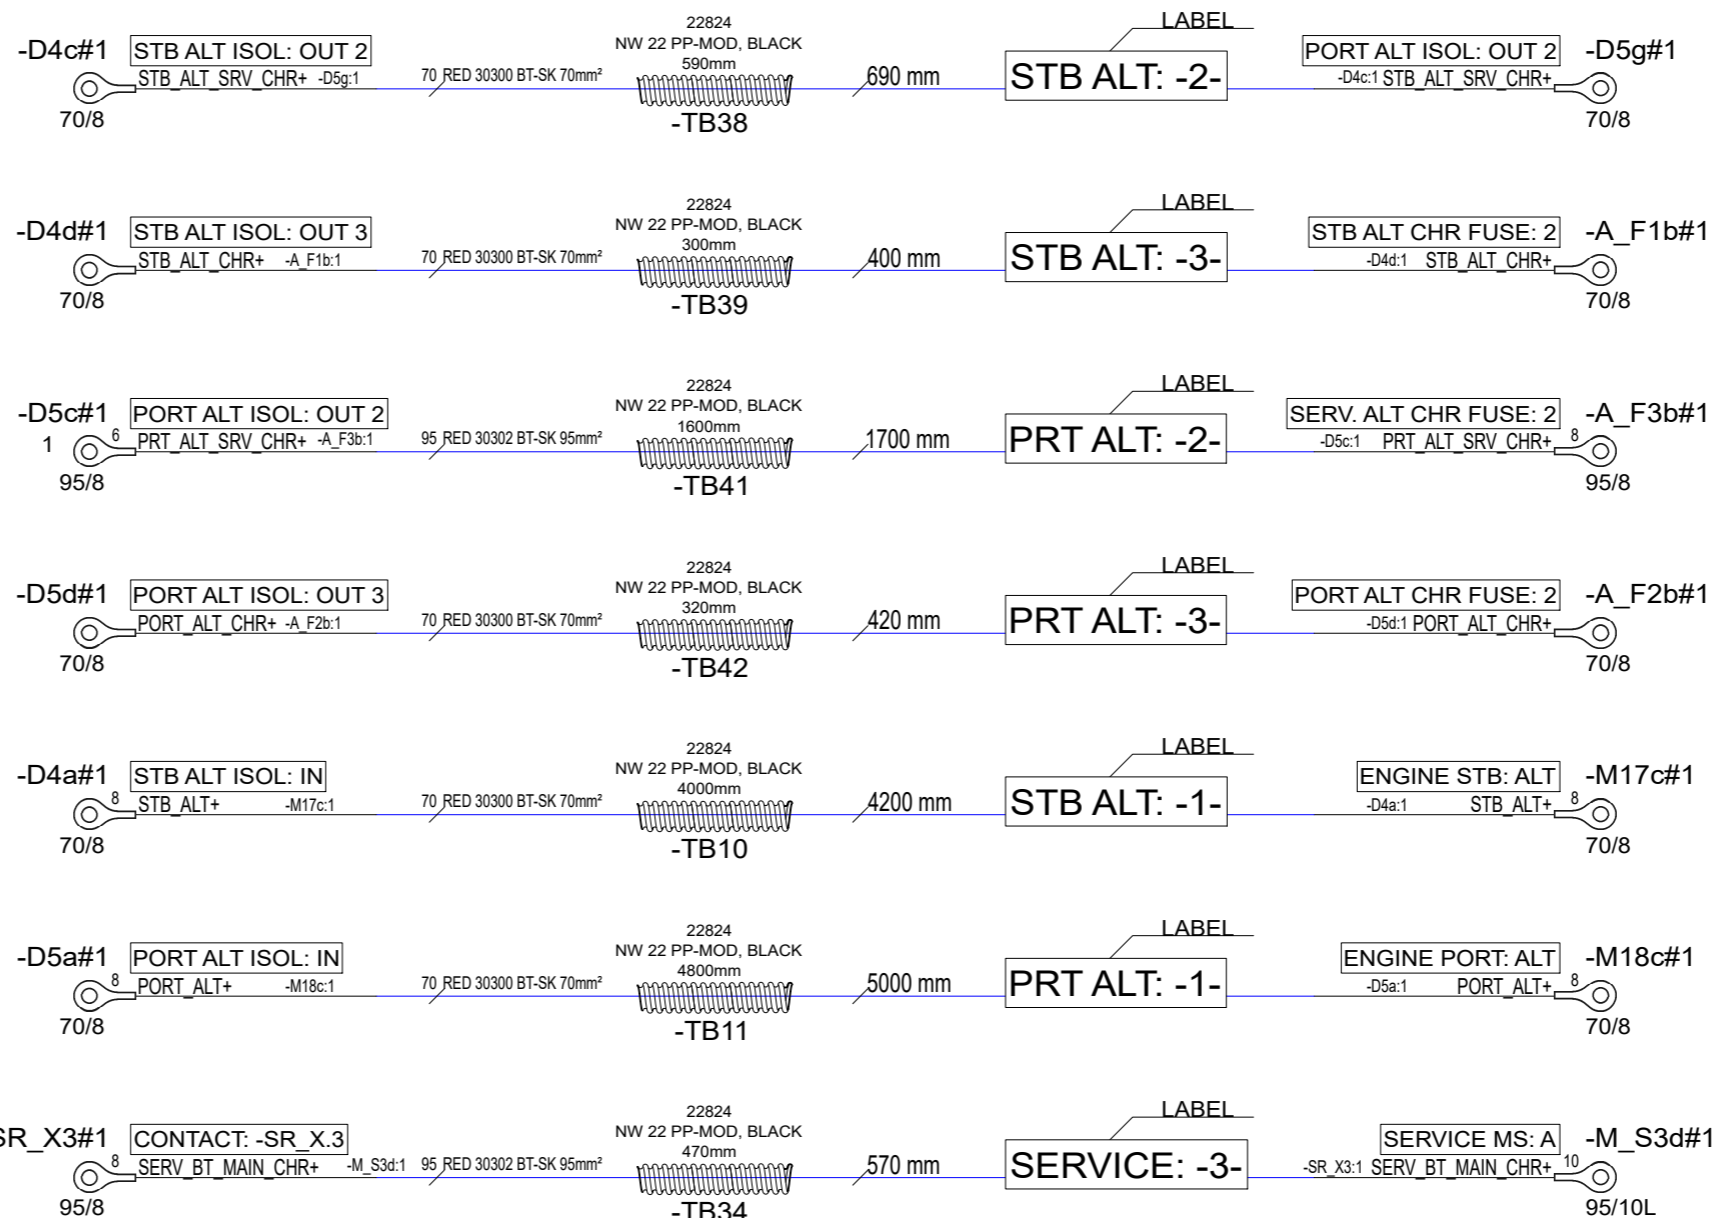 22824
LABEL
NW 22 PP-MOD, BLACK
-D4c#1 STB ALT ISOL: OUT 2 590mm PORT ALT ISOL: OUT 2 -D5g#1
STB_ALT_SRV_CHR+ -D5g:1 70 RED 30300 BT-SK 70mm² 690 mm STB ALT: -2- -D4c:1 STB_ALT_SRV_CHR+
70/8 -TB38 70/8
22824
LABEL
NW 22 PP-MOD, BLACK
-D4d#1 STB ALT ISOL: OUT 3 300mm STB ALT CHR FUSE: 2 -A_F1b#1
STB_ALT_CHR+ -A_F1b:1 70 RED 30300 BT-SK 70mm² 400 mm STB ALT: -3- -D4d:1 STB_ALT_CHR+
70/8 -TB39 70/8
22824
LABEL
NW 22 PP-MOD, BLACK
-D5c#1 PORT ALT ISOL: OUT 2 1600mm SERV. ALT CHR FUSE: 2 -A_F3b#1
1 6 PRT_ALT_SRV_CHR+ -A_F3b:1 95 RED 30302 BT-SK 95mm² 1700 mm PRT ALT: -2- -D5c:1 PRT_ALT_SRV_CHR+ 8
95/8 -TB41 95/8
22824
LABEL
NW 22 PP-MOD, BLACK
-D5d#1 PORT ALT ISOL: OUT 3 320mm PORT ALT CHR FUSE: 2 -A_F2b#1
PORT_ALT_CHR+ -A_F2b:1 70 RED 30300 BT-SK 70mm² 420 mm PRT ALT: -3- -D5d:1 PORT_ALT_CHR+
70/8 -TB42 70/8
22824
LABEL
NW 22 PP-MOD, BLACK
-D4a#1 STB ALT ISOL: IN 4000mm ENGINE STB: ALT -M17c#1
8 STB_ALT+ -M17c:1 70 RED 30300 BT-SK 70mm² 4200 mm STB ALT: -1- -D4a:1 STB_ALT+ 8
70/8 -TB10 70/8
22824
LABEL
NW 22 PP-MOD, BLACK
-D5a#1 PORT ALT ISOL: IN 4800mm ENGINE PORT: ALT -M18c#1
8 PORT_ALT+ -M18c:1 70 RED 30300 BT-SK 70mm² 5000 mm PRT ALT: -1- -D5a:1 PORT_ALT+ 8
70/8 -TB11 70/8
22824
LABEL
NW 22 PP-MOD, BLACK
SR_X3#1 CONTACT: -SR_X.3 470mm SERVICE MS: A -M_S3d#1
8 SERV_BT_MAIN_CHR+ -M_S3d:1 95 RED 30302 BT-SK 95mm² 570 mm SERVICE: -3- -SR_X3:1 SERV_BT_MAIN_CHR+ 10
95/8 -TB34 95/10L